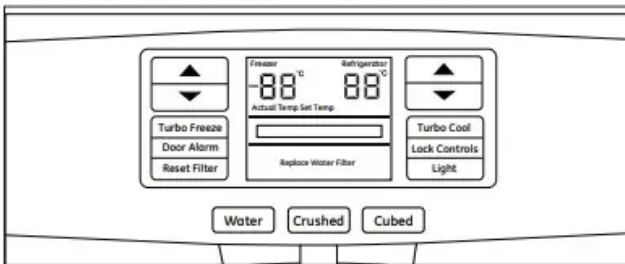 Freezer Refrigerator
-88 °C 88 °C
Actual Temp Set Temp
Turbo Freeze
Door Alarm
Reset Filter
Replace Water Filter
Turbo Cool
Lock Controls
Light
Water Crushed Cubed